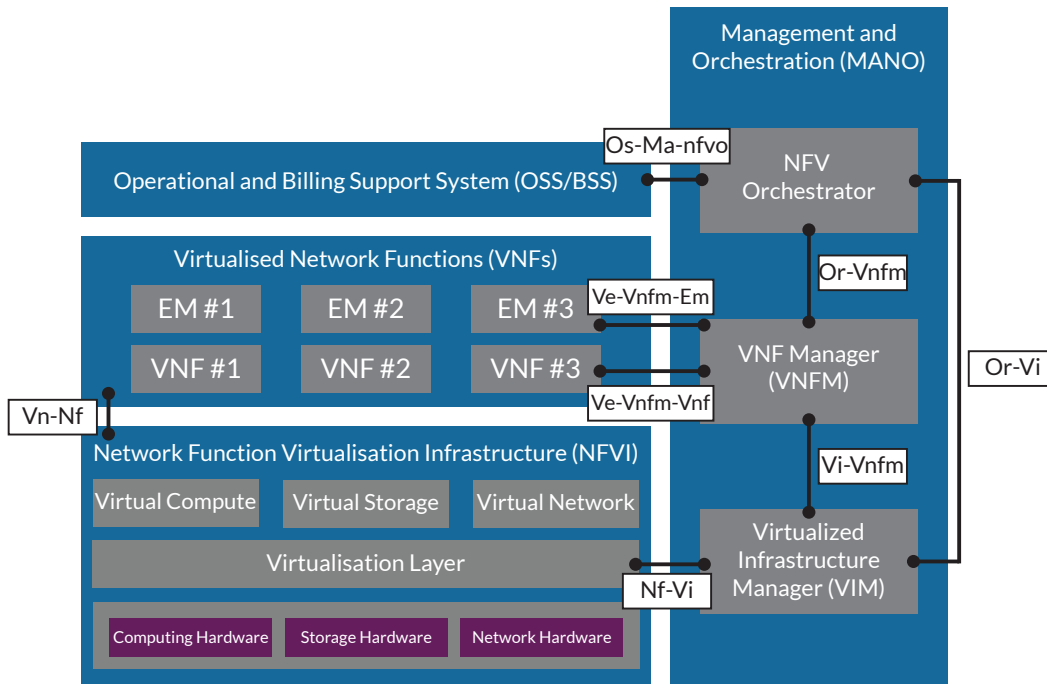 Management and
Orchestration (MANO)
Os-Ma-nfvo
NFV
Orchestrator
Operational and Billing Support System (OSS/BSS)
Virtualised Network Functions (VNFs)
Or-Vnfm
EM #1
EM #2
EM #3
Ve-Vnfm-Em
VNF #1
VNF #2
VNF #3
VNF Manager
(VNFM)
Or-Vi
Ve-Vnfm-Vnf
Vn-Nf
Network Function Virtualisation Infrastructure (NFVI)
Vi-Vnfm
Virtual Compute
Virtual Storage
Virtual Network
Virtualisation Layer
Virtualized
Infrastructure
Manager (VIM)
Nf-Vi
Computing Hardware
Storage Hardware
Network Hardware